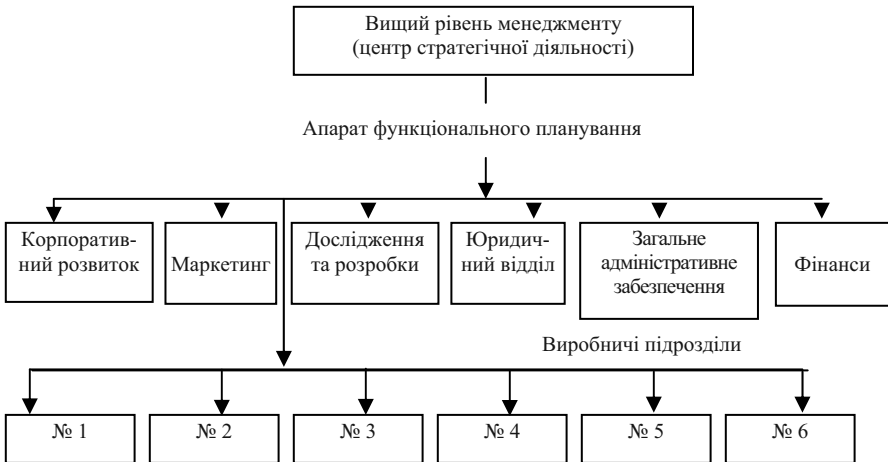 Вищий рівень менеджменту
(центр стратегічної діяльності)
Апарат функціонального планування
Корпоратив-
ний розвиток
Маркетинг
Дослідження
та розробки
Юридич-
ний відділ
Загальне
адміністративне
забезпечення
Фінанси
Виробничі підрозділи
№ 1
№ 2
№ 3
№ 4
№ 5
№ 6